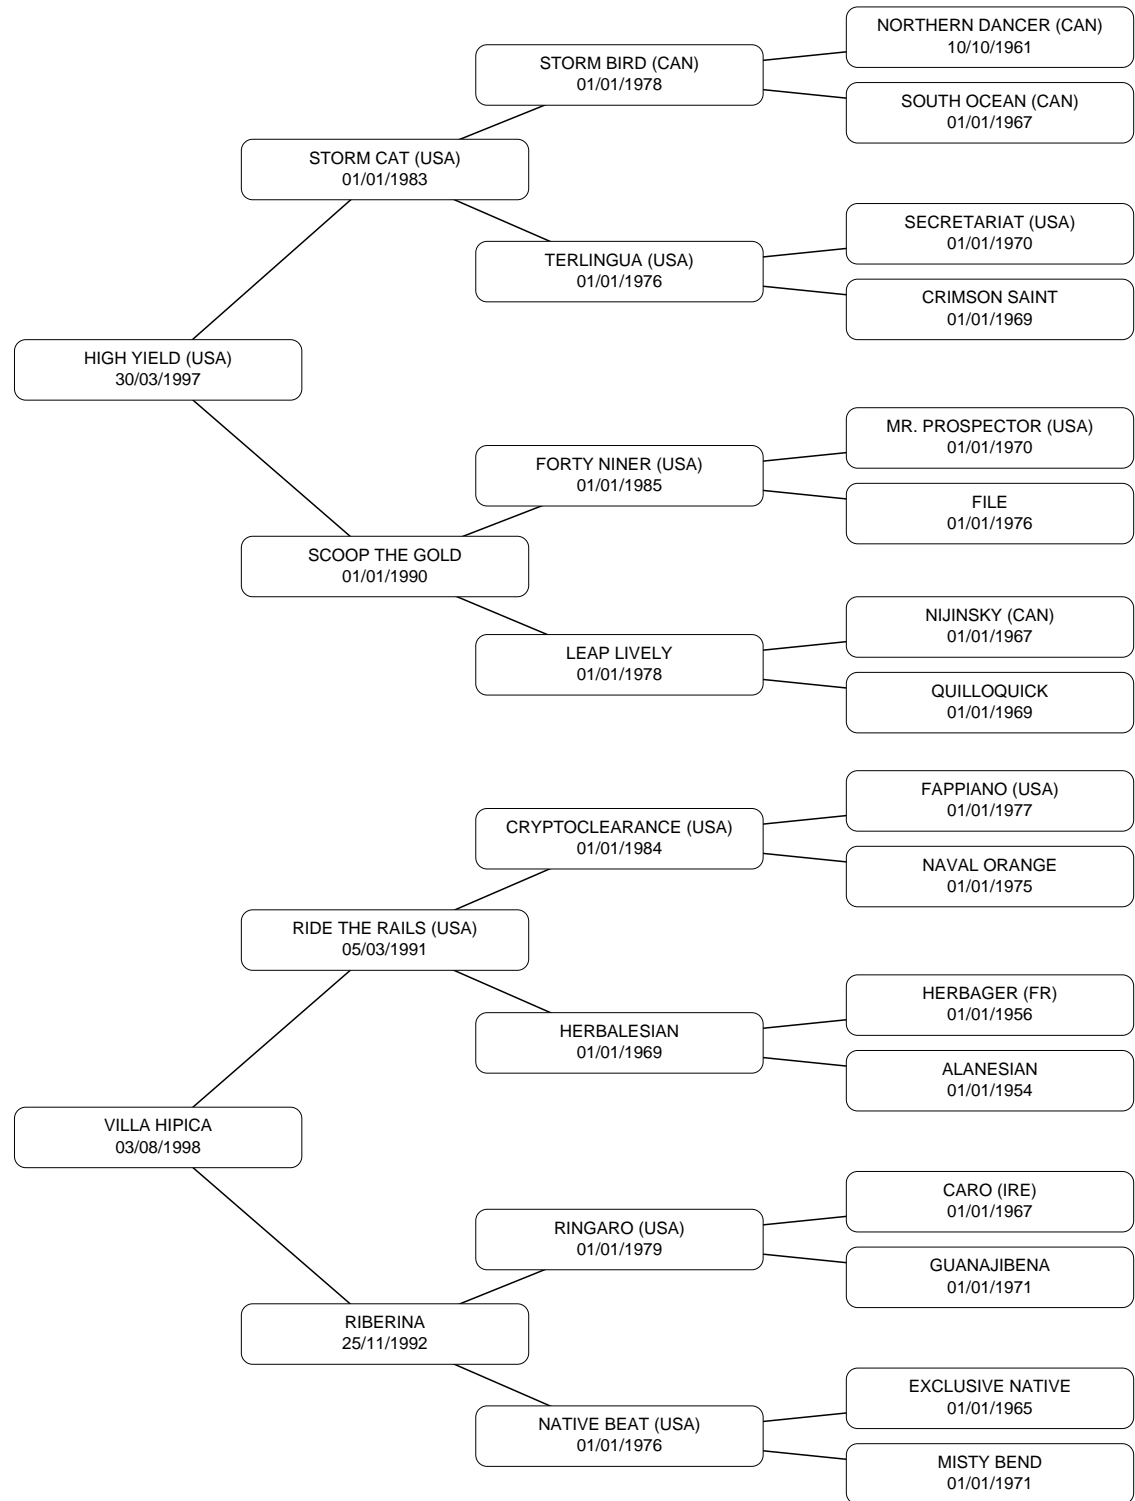 NORTHERN DANCER (CAN)
10/10/1961
STORM BIRD (CAN)
01/01/1978
SOUTH OCEAN (CAN)
01/01/1967
STORM CAT (USA)
01/01/1983
SECRETARIAT (USA)
01/01/1970
TERLINGUA (USA)
01/01/1976
CRIMSON SAINT
01/01/1969
HIGH YIELD (USA)
30/03/1997
MR. PROSPECTOR (USA)
01/01/1970
FORTY NINER (USA)
01/01/1985
FILE
01/01/1976
SCOOP THE GOLD
01/01/1990
NIJINSKY (CAN)
01/01/1967
LEAP LIVELY
01/01/1978
QUILLOQUICK
01/01/1969
FAPPIANO (USA)
01/01/1977
CRYPTOCLEARANCE (USA)
01/01/1984
NAVAL ORANGE
01/01/1975
RIDE THE RAILS (USA)
05/03/1991
HERBAGER (FR)
01/01/1956
HERBALESIAN
01/01/1969
ALANESIAN
01/01/1954
VILLA HIPICA
03/08/1998
CARO (IRE)
01/01/1967
RINGARO (USA)
01/01/1979
GUANAJIBENA
01/01/1971
RIBERINA
25/11/1992
EXCLUSIVE NATIVE
01/01/1965
NATIVE BEAT (USA)
01/01/1976
MISTY BEND
01/01/1971